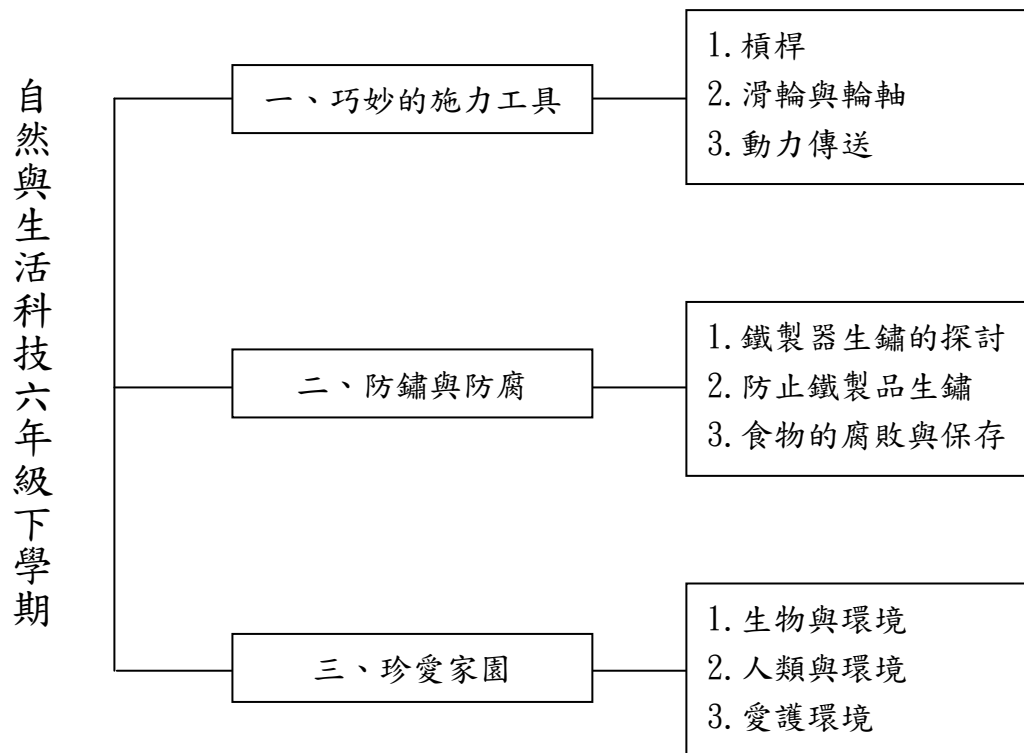 自然與生活科技六年級下學期
一、巧妙的施力工具
1.槓桿
2.滑輪與輪軸
3.動力傳送
二、防鏽與防腐
1.鐵製器生鏽的探討
2.防止鐵製品生鏽
3.食物的腐敗與保存
三、珍愛家園
1.生物與環境
2.人類與環境
3.愛護環境